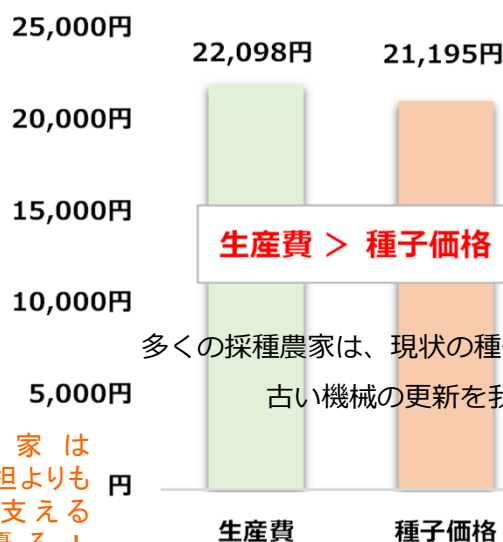 25,000円
22,098円
21,195円
20,000円
15,000円
生産費 ＞ 種子価格
10,000円
多くの採種農家は、現状の種
5,000円
古い機械の更新を我
家は
担よりも
円
支える
生産費
種子価格